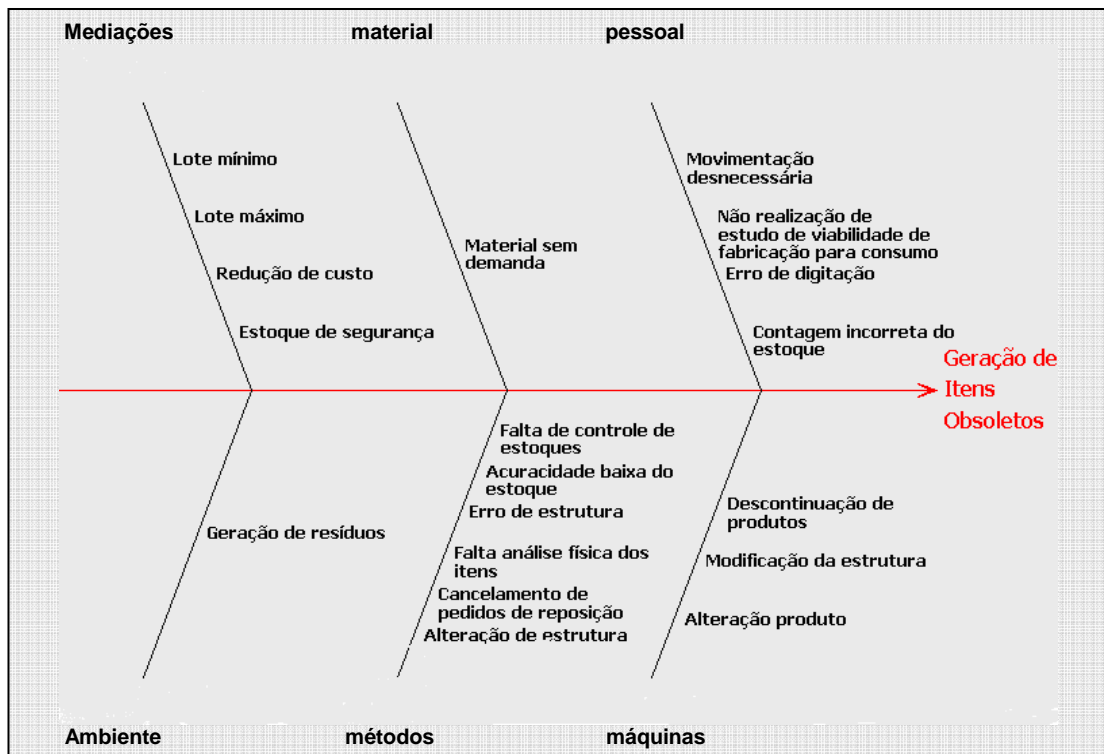 Mediações
material
pessoal
Lote mínimo
Lote máximo
Redução de custo
Estoque de segurança
Material sem
demanda
Movimentação
desnecessária
Não realização de
estudo de viabilidade de
fabricação para consumo
Erro de digitação
Contagem incorreta do
estoque
Geração de
Itens
Obsoletos
Geração de resíduos
Falta de controle de
estoques
Acuracidade baixa do
estoque
Erro de estrutura
Falta análise física dos
itens
Cancelamento de
pedidos de reposição
Alteração de estrutura
Descontinuação de
produtos
Modificação da estrutura
Alteração produto
Ambiente
métodos
máquinas